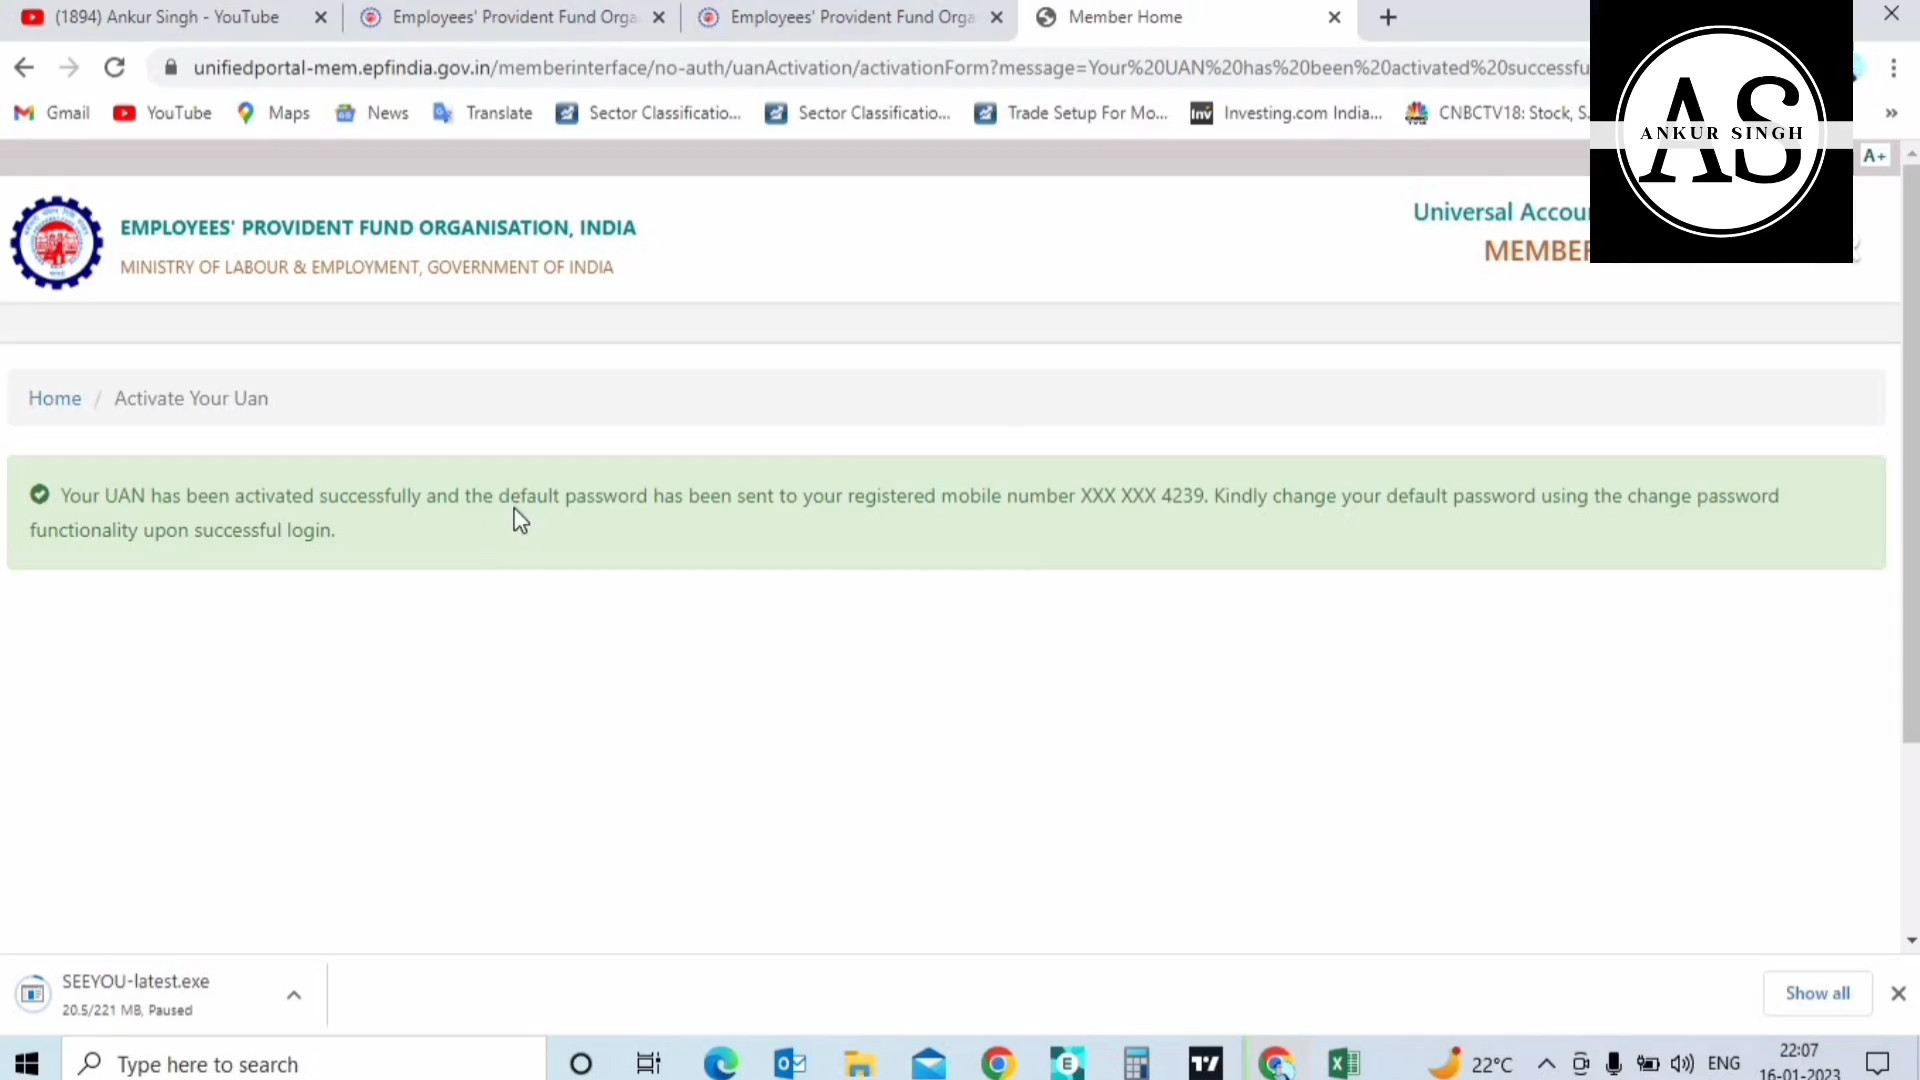 (1894) Ankur Singh - YouTube
Employees' Provident Fund Orga
Employees' Provident Fund Orga
Member Home
unifiedportal-mem.epfindia.gov.in/memberinterface/no-auth/uanActivation/activationForm?message=Your%20UAN%20has%20been%20activated%20successfu
Gmail
YouTube
Maps
News
Translate
Sector Classificatio...
Sector Classificatio...
Trade Setup For Mo...
Inv
Investing.com India...
CNBCTV18: Stock, S
AS
ANKUR SINGH
A+
EMPLOYEES' PROVIDENT FUND ORGANISATION, INDIA
MINISTRY OF LABOUR & EMPLOYMENT, GOVERNMENT OF INDIA
Universal Accou
MEMBER
Home / Activate Your Uan
Your UAN has been activated successfully and the default password has been sent to your registered mobile number XXX XXX 4239. Kindly change your default password using the change password
functionality upon successful login.
SEEYOU-latest.exe
20.5/221 MB, Paused
Show all
Type here to search
22°C
ENG
22:07
16-01-2023